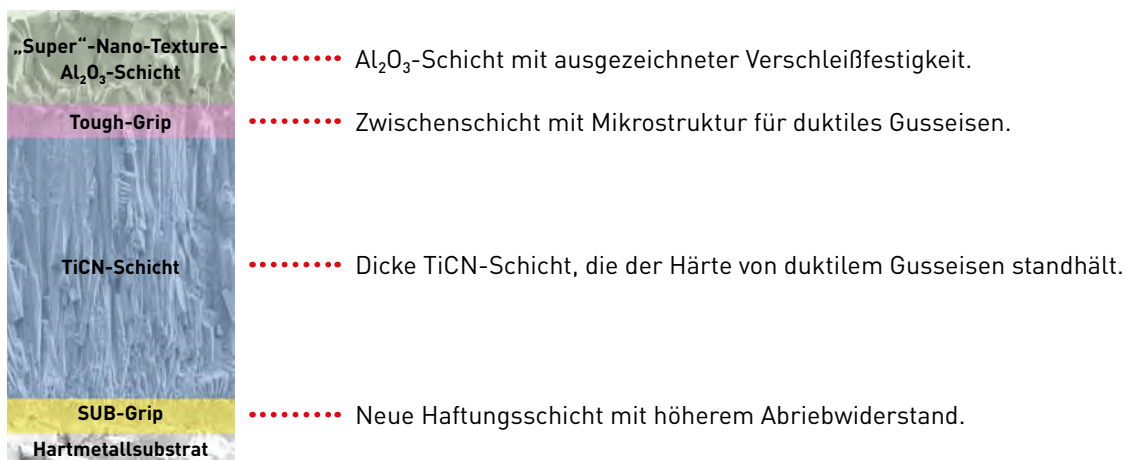 „Super“-Nano-Texture-
Al₂O₃-Schicht
Al₂O₃-Schicht mit ausgezeichneter Verschleißfestigkeit.
Tough-Grip
Zwischenschicht mit Mikrostruktur für duktiles Gusseisen.
TiCN-Schicht
Dicke TiCN-Schicht, die der Härte von duktilem Gusseisen standhält.
SUB-Grip
Neue Haftungsschicht mit höherem Abriebwiderstand.
Hartmetallsubstrat